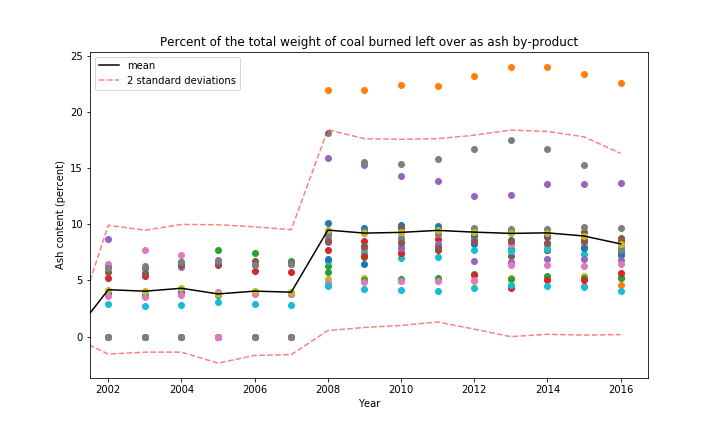 Percent of the total weight of coal burned left over as ash by-product
mean
2 standard deviations
Ash content (percent)
25
20
15
10
5
0
2002 2004 2006 2008 2010 2012 2014 2016
Year